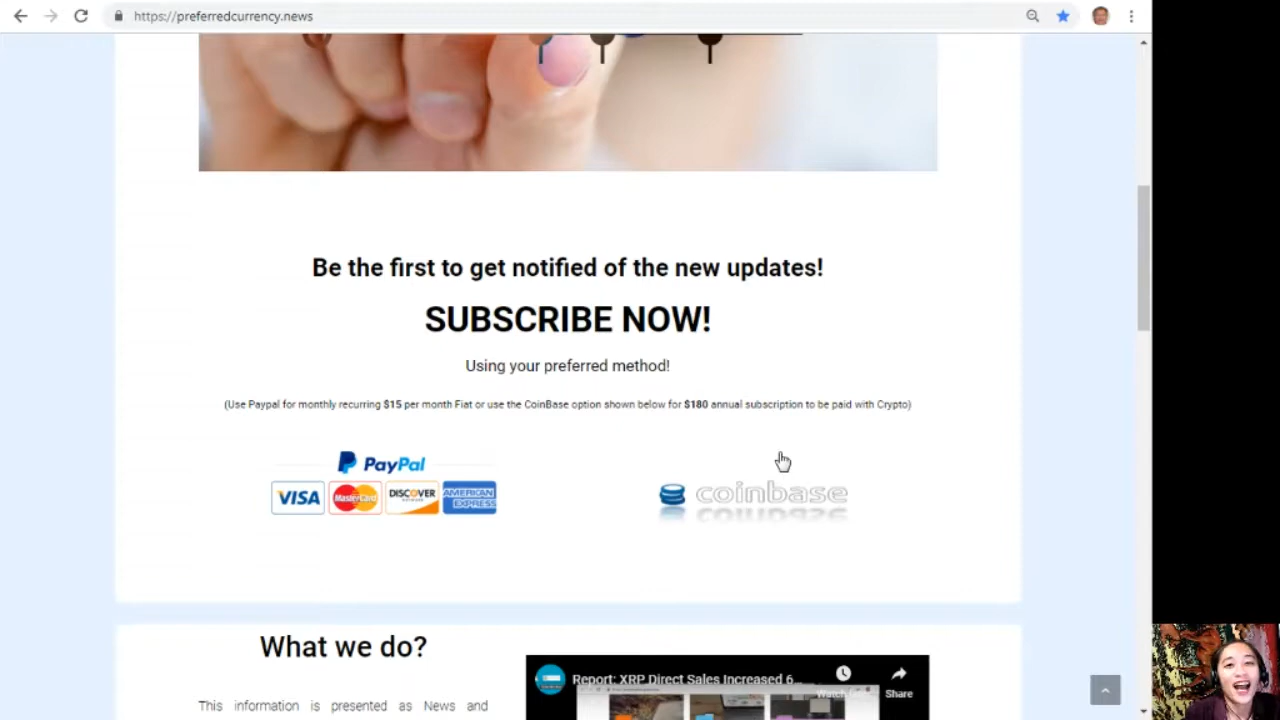 https://preferredcurrency.news
Be the first to get notified of the new updates!
SUBSCRIBE NOW!
Using your preferred method!
(Use Paypal for monthly recurring $15 per month Fiat or use the CoinBase option shown below for $180 annual subscription to be paid with Crypto)
PayPal
VISA MasterCard DISCOVER AMERICAN EXPRESS
coinbase
What we do?
Report: XRP Direct Sales Increased 6...
Share
This information is presented as News and